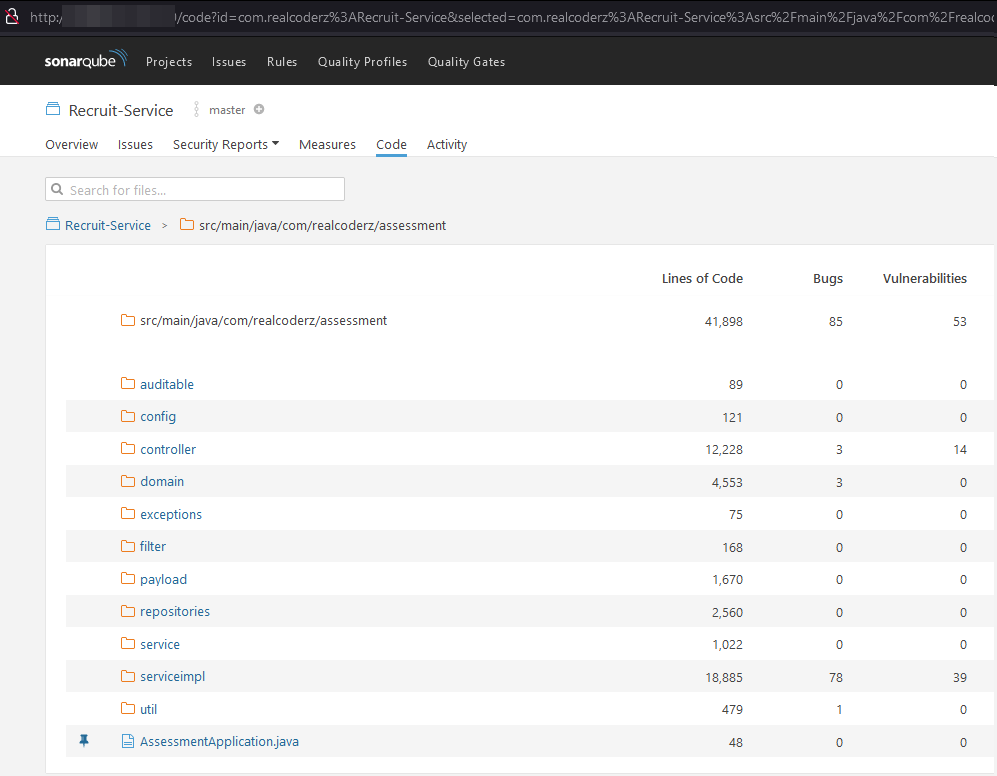 http:/ /code?id=com.realcoderz%3ARecruit-Service&selected=com.realcoderz%3ARecruit-Service%3Asrc%2Fmain%2Fjava%2Fcom%2Frealcod
sonarqube Projects Issues Rules Quality Profiles Quality Gates
Recruit-Service master
Overview Issues Security Reports Measures Code Activity
Search for files...
Recruit-Service > src/main/java/com/realcoderz/assessment
Lines of Code Bugs Vulnerabilities
src/main/java/com/realcoderz/assessment 41,898 85 53
auditable 89 0 0
config 121 0 0
controller 12,228 3 14
domain 4,553 3 0
exceptions 75 0 0
filter 168 0 0
payload 1,670 0 0
repositories 2,560 0 0
service 1,022 0 0
serviceimpl 18,885 78 39
util 479 1 0
AssessmentApplication.java 48 0 0